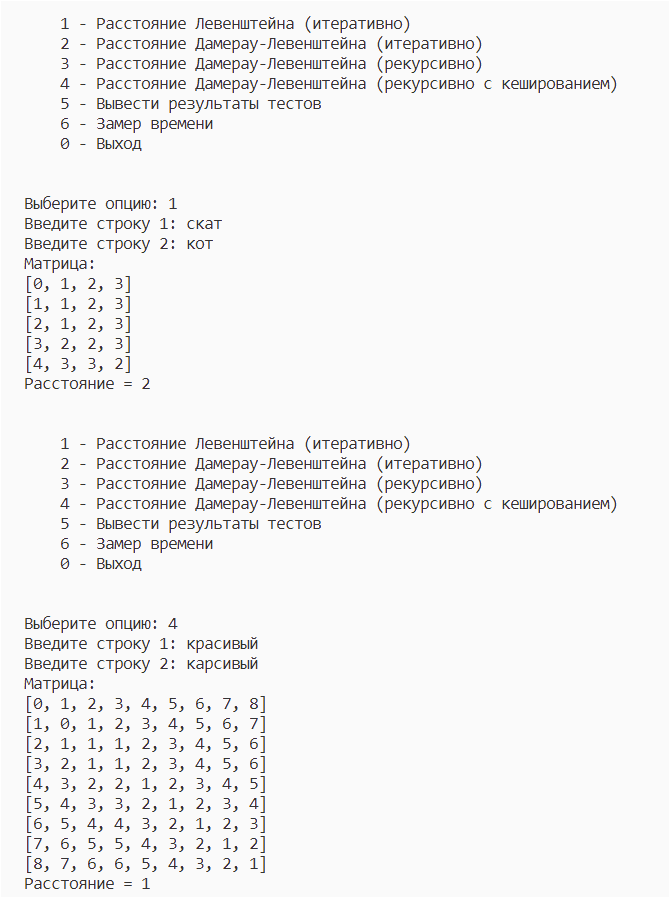 1 - Расстояние Левенштейна (итеративно)
2 - Расстояние Дамерау-Левенштейна (итеративно)
3 - Расстояние Дамерау-Левенштейна (рекурсивно)
4 - Расстояние Дамерау-Левенштейна (рекурсивно с кешированием)
5 - Вывести результаты тестов
6 - Замер времени
0 - Выход
Выберите опцию: 1
Введите строку 1: скат
Введите строку 2: кот
Матрица:
[0, 1, 2, 3]
[1, 1, 2, 3]
[2, 1, 2, 3]
[3, 2, 2, 3]
[4, 3, 3, 2]
Расстояние = 2
1 - Расстояние Левенштейна (итеративно)
2 - Расстояние Дамерау-Левенштейна (итеративно)
3 - Расстояние Дамерау-Левенштейна (рекурсивно)
4 - Расстояние Дамерау-Левенштейна (рекурсивно с кешированием)
5 - Вывести результаты тестов
6 - Замер времени
0 - Выход
Выберите опцию: 4
Введите строку 1: красивый
Введите строку 2: карсивый
Матрица:
[0, 1, 2, 3, 4, 5, 6, 7, 8]
[1, 0, 1, 2, 3, 4, 5, 6, 7]
[2, 1, 1, 1, 2, 3, 4, 5, 6]
[3, 2, 1, 1, 2, 3, 4, 5, 6]
[4, 3, 2, 2, 1, 2, 3, 4, 5]
[5, 4, 3, 3, 2, 1, 2, 3, 4]
[6, 5, 4, 4, 3, 2, 1, 2, 3]
[7, 6, 5, 5, 4, 3, 2, 1, 2]
[8, 7, 6, 6, 5, 4, 3, 2, 1]
Расстояние = 1